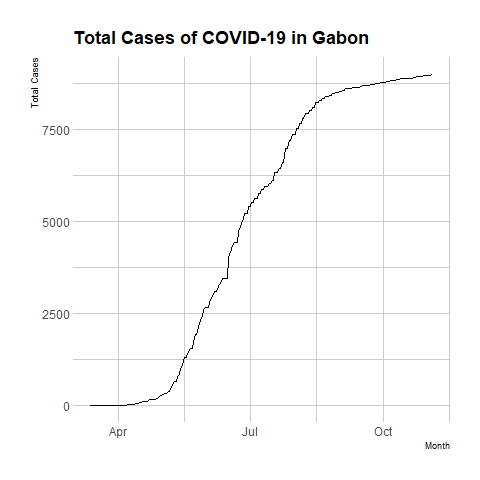 Total Cases of COVID-19 in Gabon
Total Cases
7500
5000
2500
0
Apr Jul Oct
Month